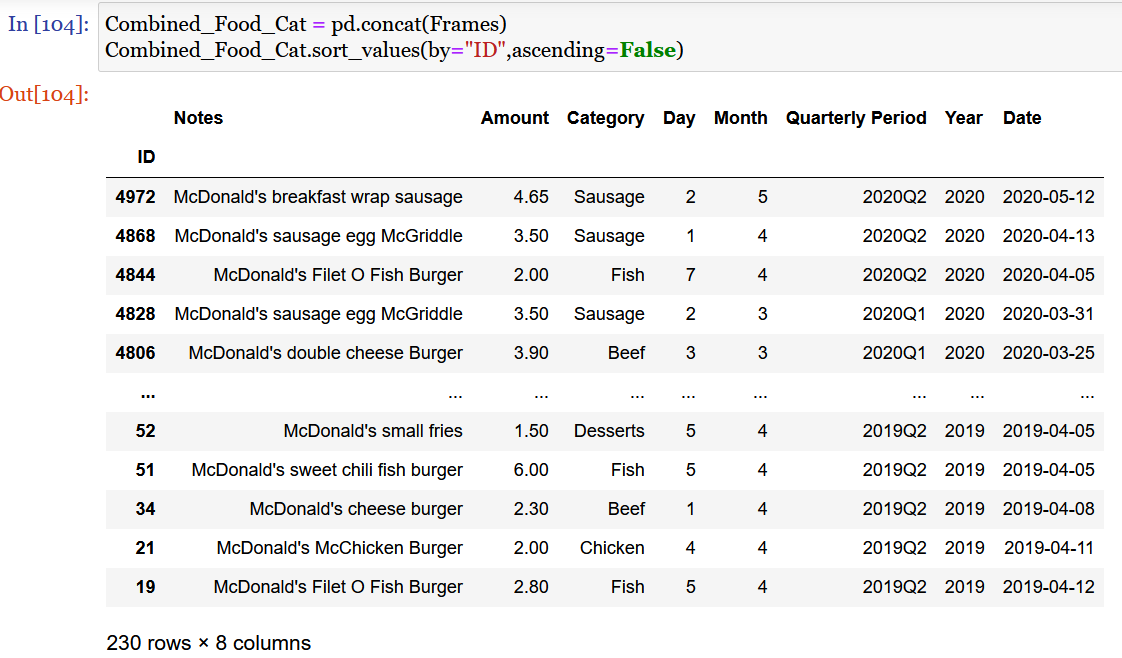 In [104]: Combined_Food_Cat = pd.concat(Frames)
Combined_Food_Cat.sort_values(by="ID",ascending=False)
Out[104]:
Notes Amount Category Day Month Quarterly Period Year Date
ID
4972 McDonald's breakfast wrap sausage 4.65 Sausage 2 5 2020Q2 2020 2020-05-12
4868 McDonald's sausage egg McGriddle 3.50 Sausage 1 4 2020Q2 2020 2020-04-13
4844 McDonald's Filet O Fish Burger 2.00 Fish 7 4 2020Q2 2020 2020-04-05
4828 McDonald's sausage egg McGriddle 3.50 Sausage 2 3 2020Q1 2020 2020-03-31
4806 McDonald's double cheese Burger 3.90 Beef 3 3 2020Q1 2020 2020-03-25
... ... ... ... ... ... ... ... ...
52 McDonald's small fries 1.50 Desserts 5 4 2019Q2 2019 2019-04-05
51 McDonald's sweet chili fish burger 6.00 Fish 5 4 2019Q2 2019 2019-04-05
34 McDonald's cheese burger 2.30 Beef 1 4 2019Q2 2019 2019-04-08
21 McDonald's McChicken Burger 2.00 Chicken 4 4 2019Q2 2019 2019-04-11
19 McDonald's Filet O Fish Burger 2.80 Fish 5 4 2019Q2 2019 2019-04-12
230 rows × 8 columns